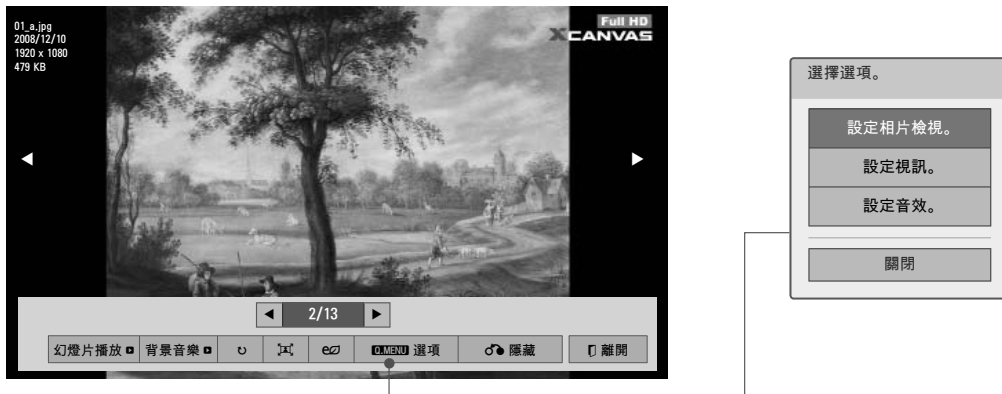 01_a.jpg
2008/12/10
1920 x 1080
479 KB
Full HD
XCANVAS
2/13
幻燈片播放
背景音樂
Q.MENU 選項
隱藏
離開
選擇選項。
設定相片檢視。
設定視訊。
設定音效。
關閉